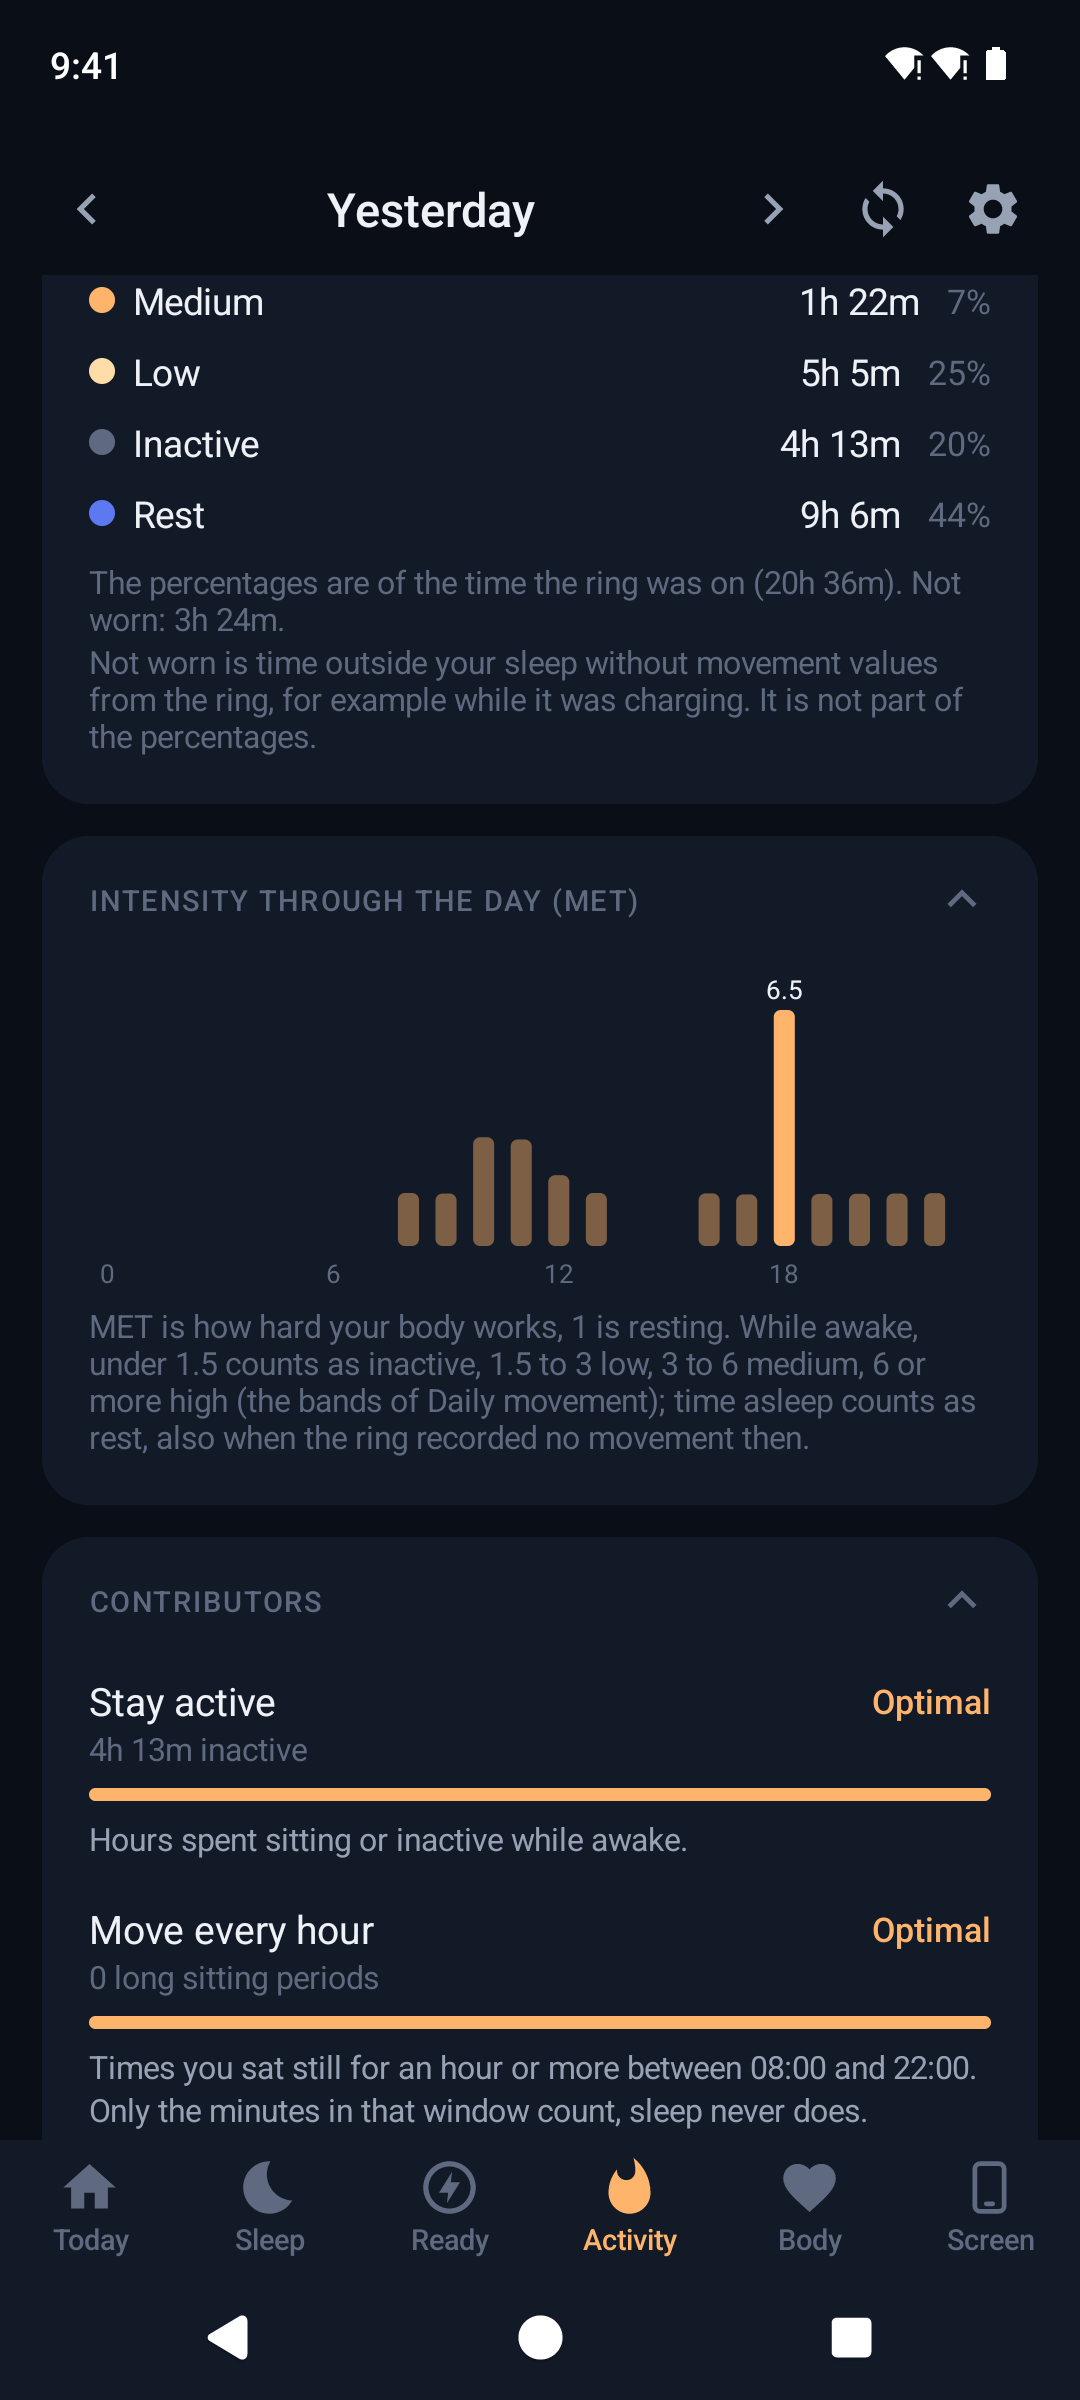 9:41
Yesterday
Medium 1h 22m 7%
Low 5h 5m 25%
Inactive 4h 13m 20%
Rest 9h 6m 44%
The percentages are of the time the ring was on (20h 36m). Not
worn: 3h 24m.
Not worn is time outside your sleep without movement values
from the ring, for example while it was charging. It is not part of
the percentages.
INTENSITY THROUGH THE DAY (MET)
6.5
0 6 12 18
MET is how hard your body works, 1 is resting. While awake,
under 1.5 counts as inactive, 1.5 to 3 low, 3 to 6 medium, 6 or
more high (the bands of Daily movement); time asleep counts as
rest, also when the ring recorded no movement then.
CONTRIBUTORS
Stay active Optimal
4h 13m inactive
Hours spent sitting or inactive while awake.
Move every hour Optimal
0 long sitting periods
Times you sat still for an hour or more between 08:00 and 22:00.
Only the minutes in that window count, sleep never does.
Today Sleep Ready Activity Body Screen